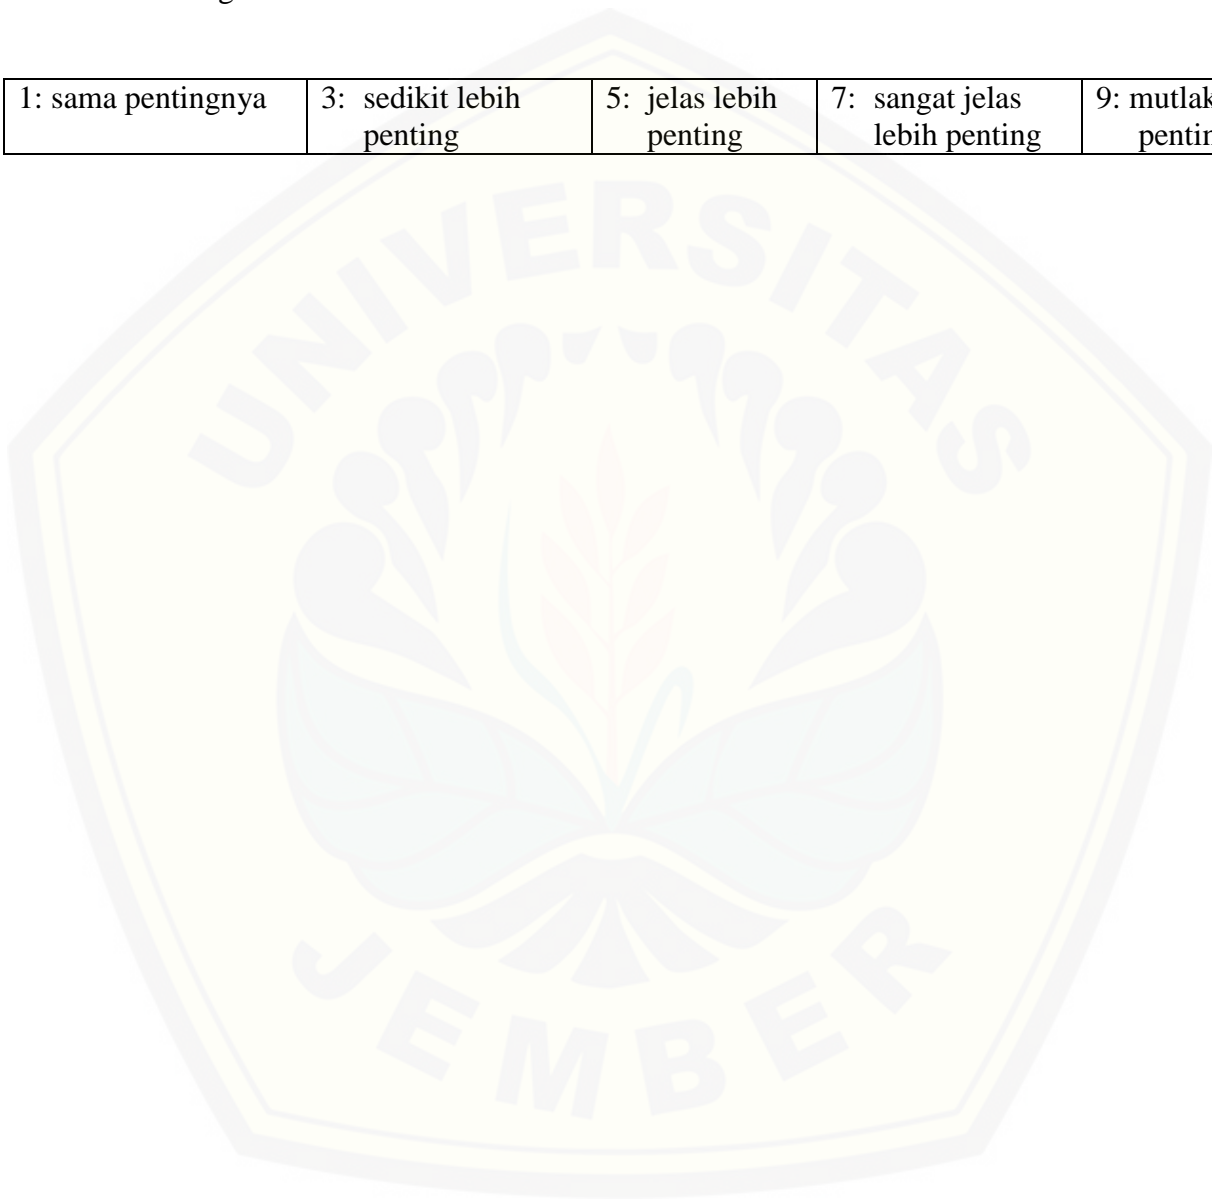 1: sama pentingnya 3: sedikit lebih 5: jelas lebih 7: sangat jelas 9: mutlak
penting penting lebih penting
UNIVERSITAS
JEMBER